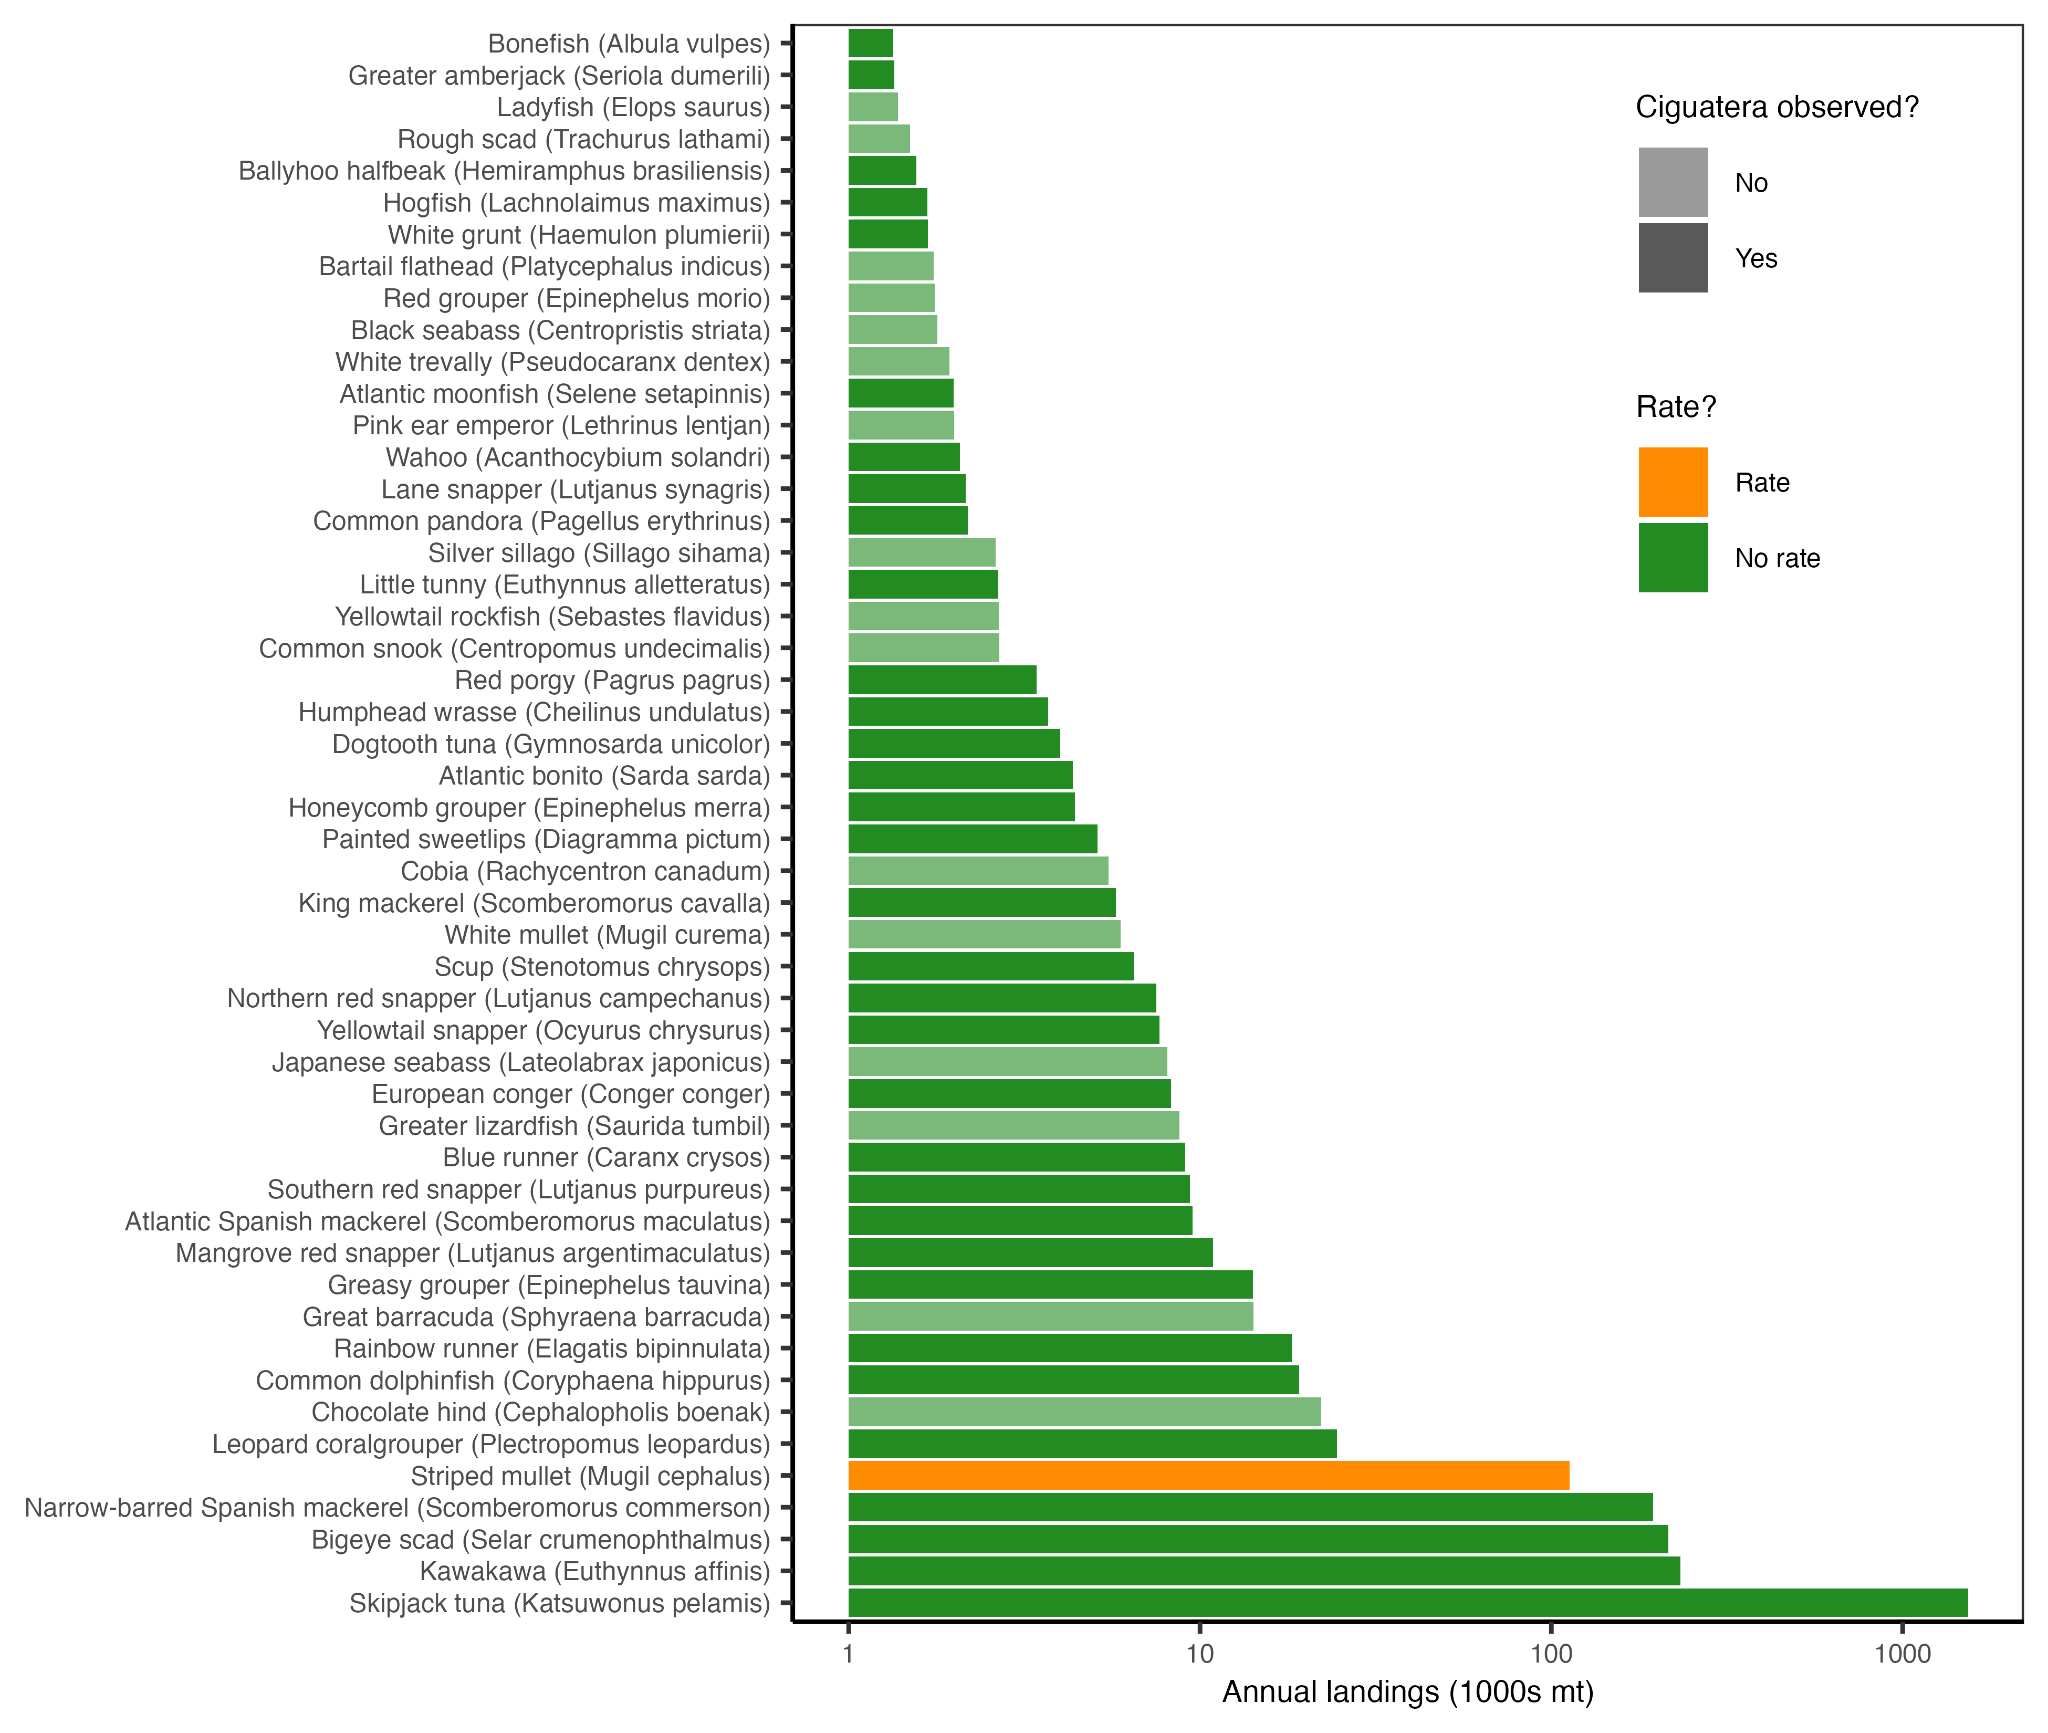 Bonefish (Albula vulpes)
Greater amberjack (Seriola dumerili)
Ladyfish (Elops saurus)
Rough scad (Trachurus lathami)
Ballyhoo halfbeak (Hemiramphus brasiliensis)
Hogfish (Lachnolaimus maximus)
White grunt (Haemulon plumierii)
Bartail flathead (Platycephalus indicus)
Red grouper (Epinephelus morio)
Black seabass (Centropristis striata)
White trevally (Pseudocaranx dentex)
Atlantic moonfish (Selene setapinnis)
Pink ear emperor (Lethrinus lentjan)
Wahoo (Acanthocybium solandri)
Lane snapper (Lutjanus synagris)
Common pandora (Pagellus erythrinus)
Silver sillago (Sillago sihama)
Little tunny (Euthynnus alletteratus)
Yellowtail rockfish (Sebastes flavidus)
Common snook (Centropomus undecimalis)
Red porgy (Pagrus pagrus)
Humphead wrasse (Cheilinus undulatus)
Dogtooth tuna (Gymnosarda unicolor)
Atlantic bonito (Sarda sarda)
Honeycomb grouper (Epinephelus merra)
Painted sweetlips (Diagramma pictum)
Cobia (Rachycentron canadum)
King mackerel (Scomberomorus cavalla)
White mullet (Mugil curema)
Scup (Stenotomus chrysops)
Northern red snapper (Lutjanus campechanus)
Yellowtail snapper (Ocyurus chrysurus)
Japanese seabass (Lateolabrax japonicus)
European conger (Conger conger)
Greater lizardfish (Saurida tumbil)
Blue runner (Caranx crysos)
Southern red snapper (Lutjanus purpureus)
Atlantic Spanish mackerel (Scomberomorus maculatus)
Mangrove red snapper (Lutjanus argentimaculatus)
Greasy grouper (Epinephelus tauvina)
Great barracuda (Sphyraena barracuda)
Rainbow runner (Elagatis bipinnulata)
Common dolphinfish (Coryphaena hippurus)
Chocolate hind (Cephalopholis boenak)
Leopard coralgrouper (Plectropomus leopardus)
Striped mullet (Mugil cephalus)
Narrow-barred Spanish mackerel (Scomberomorus commerson)
Bigeye scad (Selar crumenophthalmus)
Kawakawa (Euthynnus affinis)
Skipjack tuna (Katsuwonus pelamis)
1 10 100 1000
Annual landings (1000s mt)
Ciguatera observed?
No
Yes
Rate?
Rate
No rate